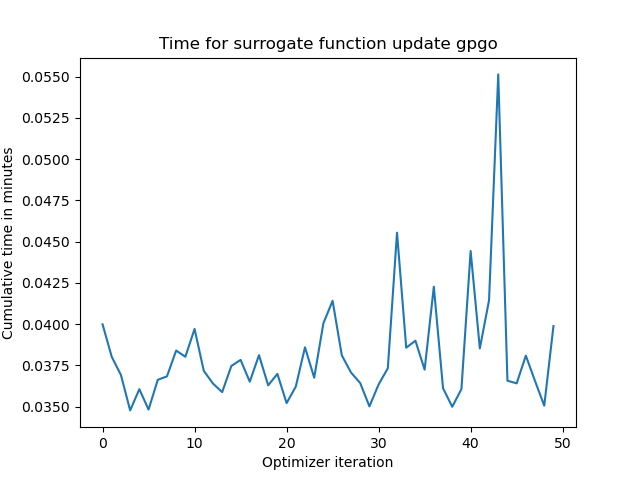 Time for surrogate function update gpgo
Cumulative time in minutes
0.0550
0.0525
0.0500
0.0475
0.0450
0.0425
0.0400
0.0375
0.0350
0 10 20 30 40 50
Optimizer iteration